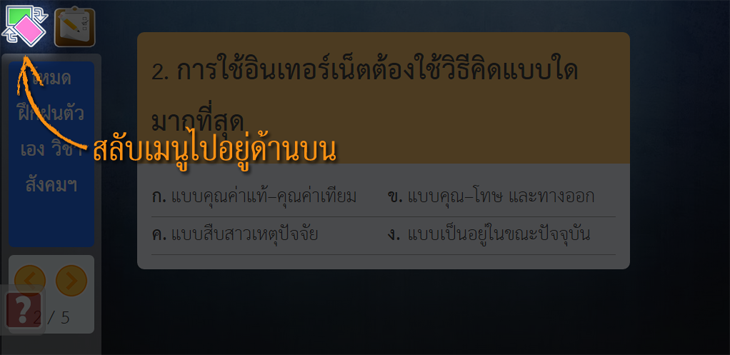 2. การใช้อินเทอร์เน็ตต้องใช้วิธีคิดแบบใด
มากที่สุด
สลับเมนูไปอยู่ด้านบน
โหมด
ฝึกฝนตัว
เอง วิชา
สังคมฯ
ก. แบบคุณค่าแท้–คุณค่าเทียม
ข. แบบคุณ–โทษ และทางออก
ค. แบบสืบสาวเหตุปัจจัย
ง. แบบเป็นอยู่ในขณะปัจจุบัน
?
2 / 5